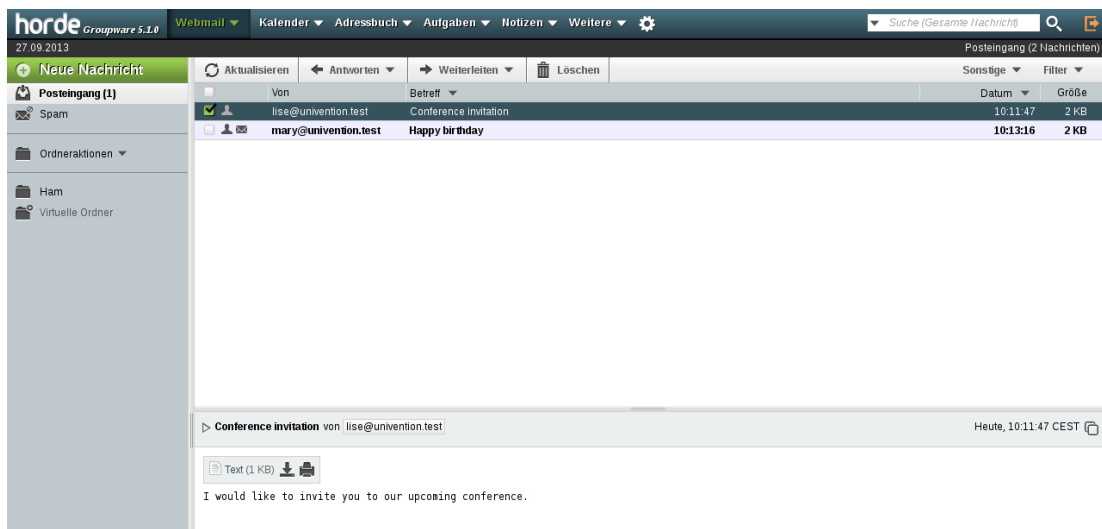 horde Groupware 5.1.0 Webmail Kalender Adressbuch Aufgaben Notizen Weitere Suche (Gesamte Nachricht)
27.09.2013 Posteingang (2 Nachrichten)
Neue Nachricht Aktualisieren Antworten Weiterleiten Löschen Sonstige Filter
Posteingang (1) Von Betreff Datum Größe
Spam lise@univention.test Conference invitation 10:11:47 2 KB
mary@univention.test Happy birthday 10:13:16 2 KB
Ordneraktionen
Ham
Virtuelle Ordner
Conference invitation von lise@univention.test Heute, 10:11:47 CEST
Text (1 KB)
I would like to invite you to our upcoming conference.